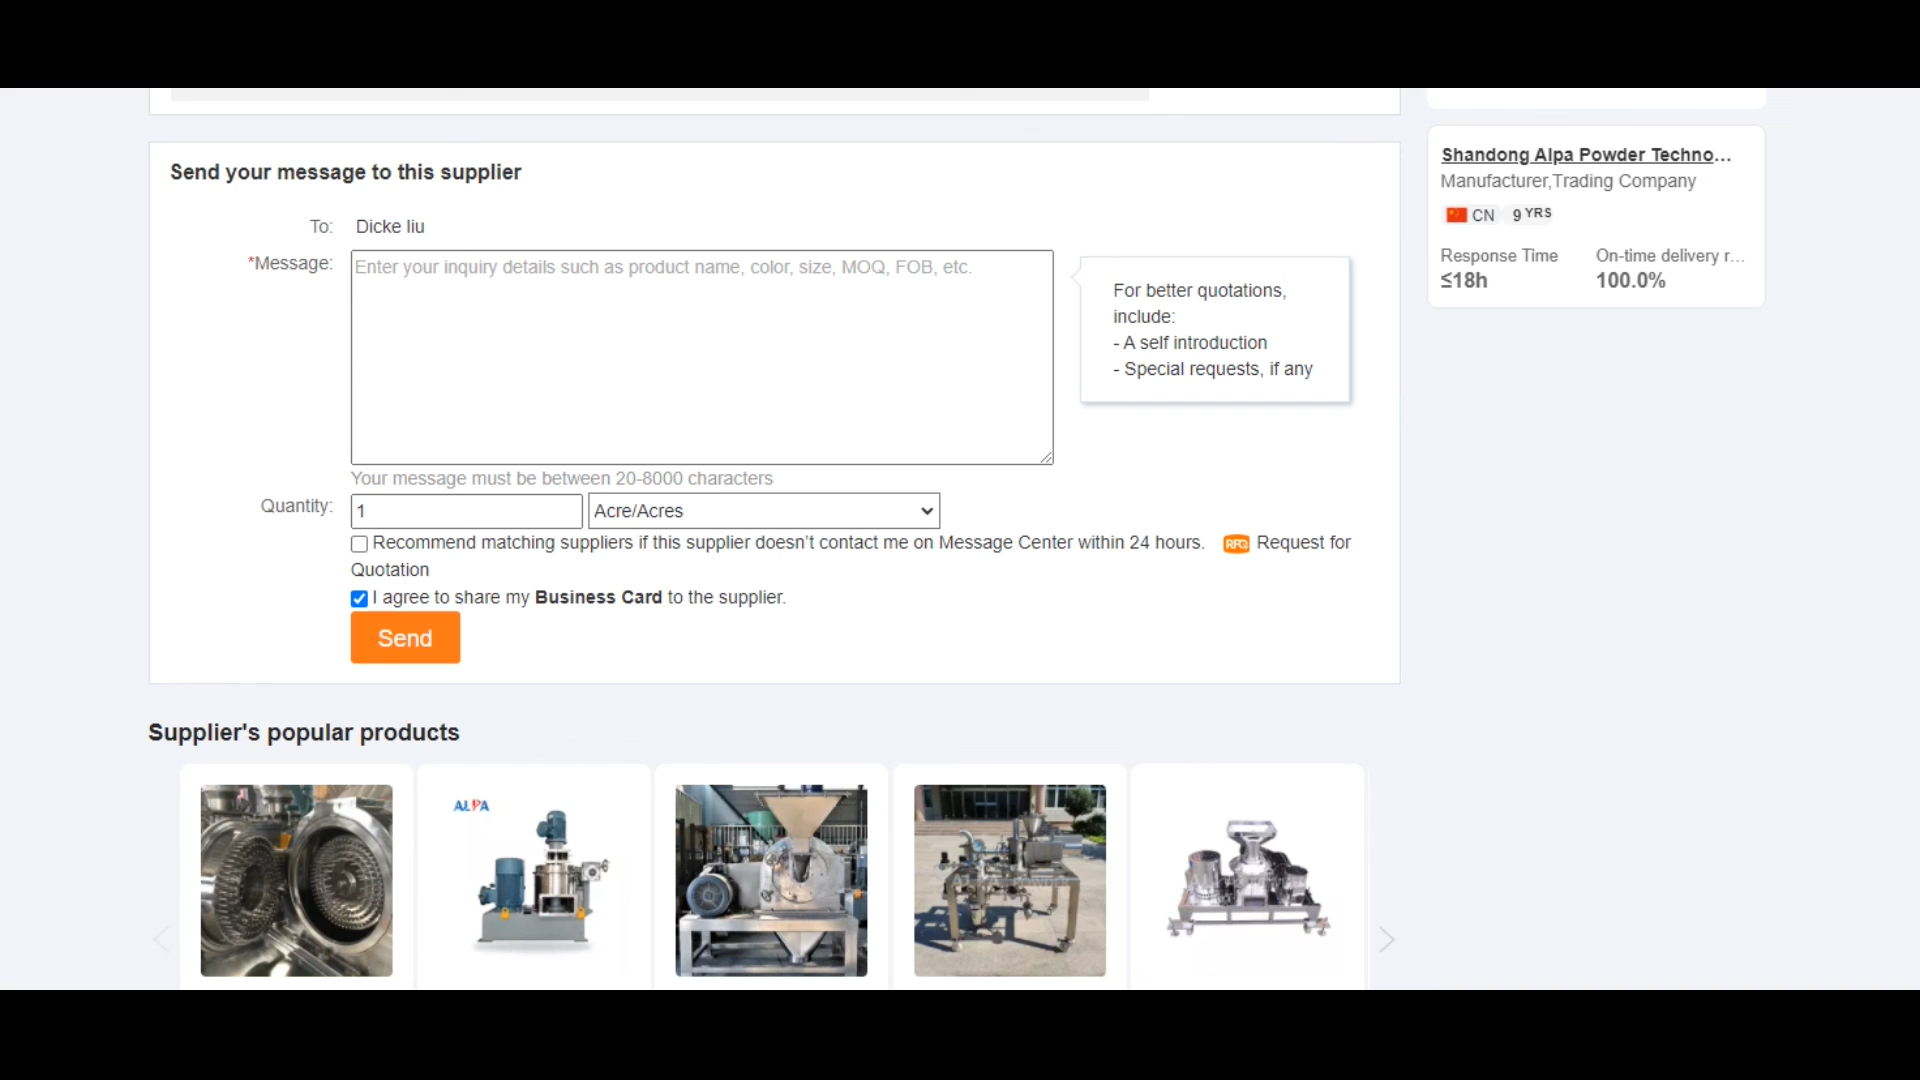 Send your message to this supplier
To: Dicke liu
*Message: Enter your inquiry details such as product name, color, size, MOQ, FOB, etc.
For better quotations,
include:
- A self introduction
- Special requests, if any
Your message must be between 20-8000 characters
Quantity: 1 Acre/Acres
Recommend matching suppliers if this supplier doesn't contact me on Message Center within 24 hours. RFQ Request for
Quotation
I agree to share my Business Card to the supplier.
Send
Shandong Alpa Powder Techno...
Manufacturer,Trading Company
CN 9 YRS
Response Time On-time delivery r...
≤18h 100.0%
Supplier's popular products
ALPA